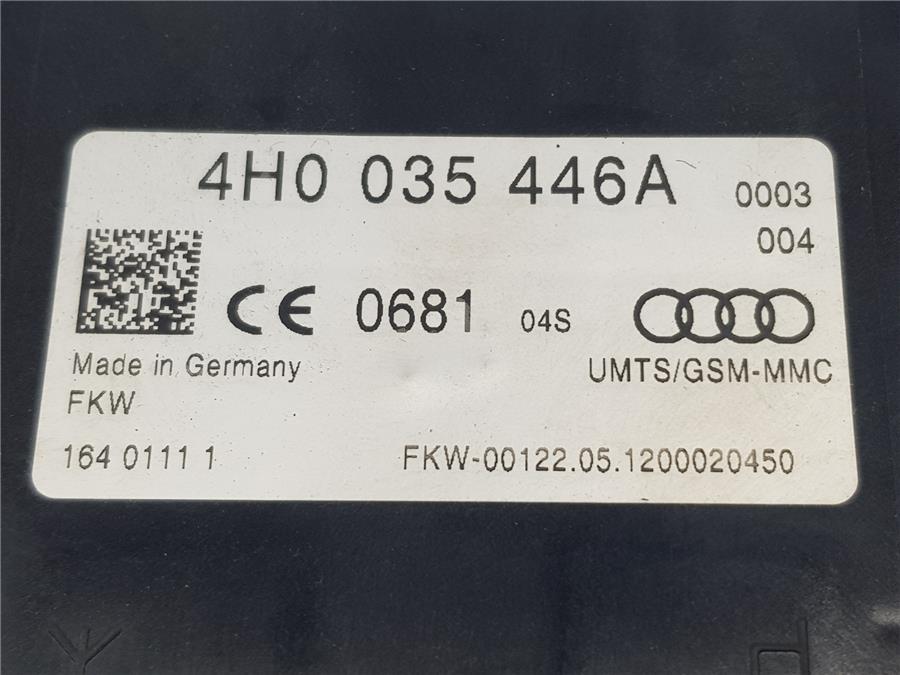 4H0 035 446A 0003
004
CE 0681 04S
Made in Germany
UMTS/GSM-MMC
FKW
164 0111 1
FKW-00122.05.1200020450